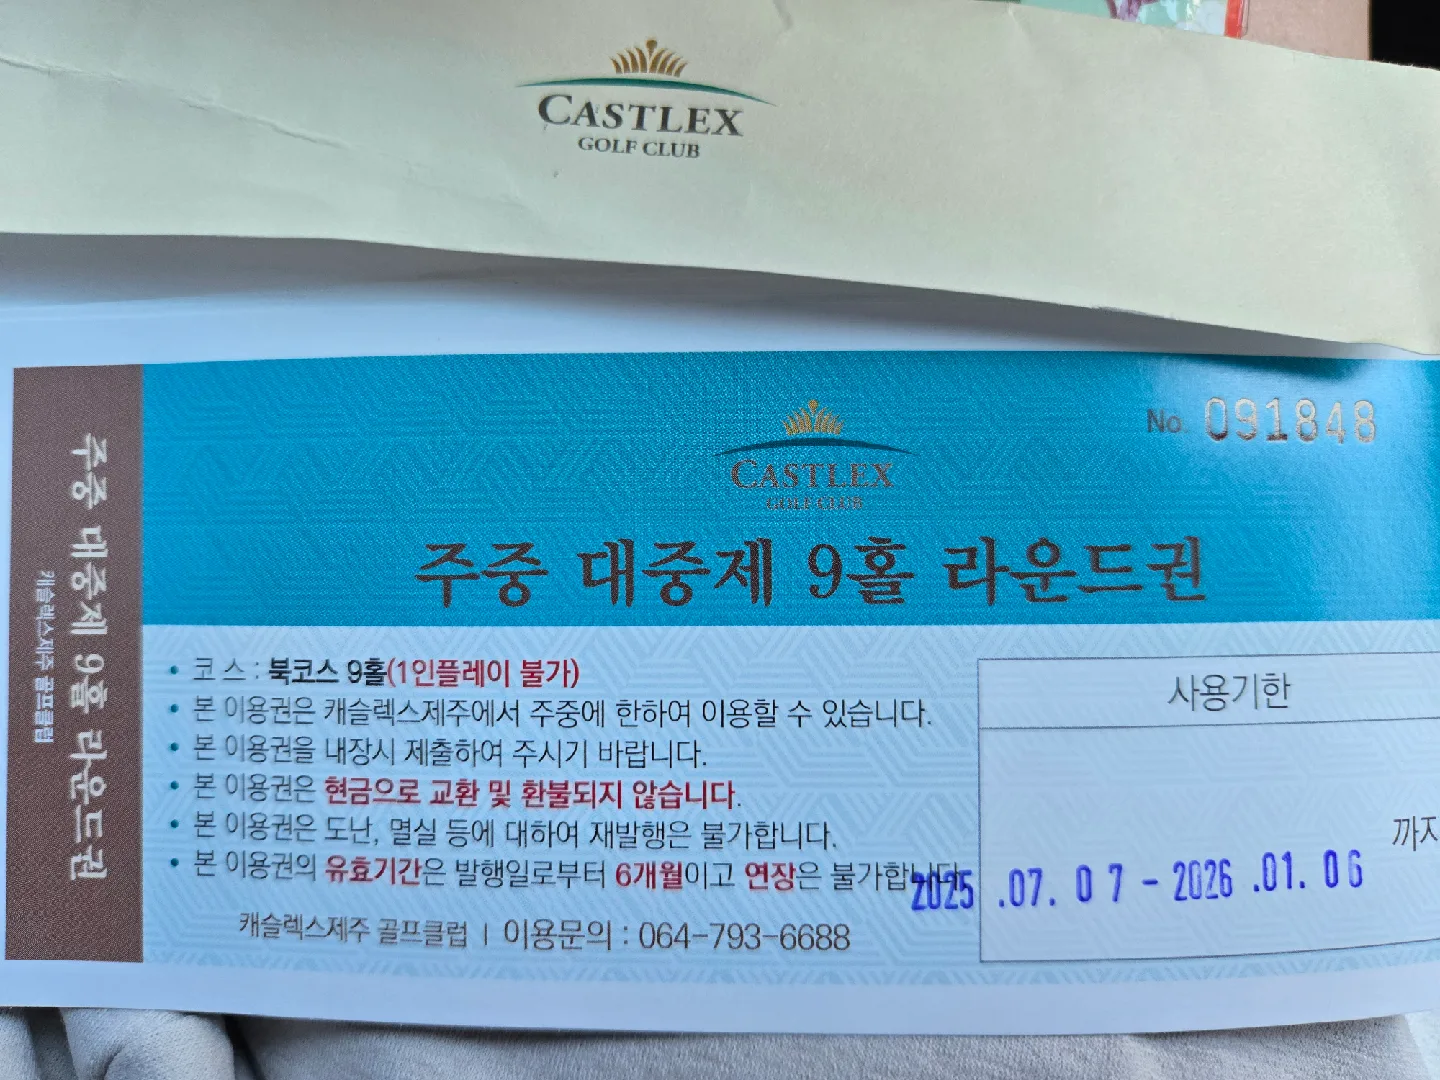 CASTLEX
GOLF CLUB
No. 091848
CASTLEX
GOLF CLUB
주중 대중제 9홀 라운드권
주중 대중제 9홀 라운드권
캐슬렉스제주 골프클럽
• 코 스 : 북코스 9홀(1인플레이 불가)
• 본 이용권은 캐슬렉스제주에서 주중에 한하여 이용할 수 있습니다.
• 본 이용권을 내장시 제출하여 주시기 바랍니다.
• 본 이용권은 현금으로 교환 및 환불되지 않습니다.
• 본 이용권은 도난, 멸실 등에 대하여 재발행은 불가합니다.
• 본 이용권의 유효기간은 발행일로부터 6개월이고 연장은 불가합니다.
캐슬렉스제주 골프클럽 | 이용문의 : 064-793-6688
사용기한
까지
2025 .07. 07 - 2026 .01. 06